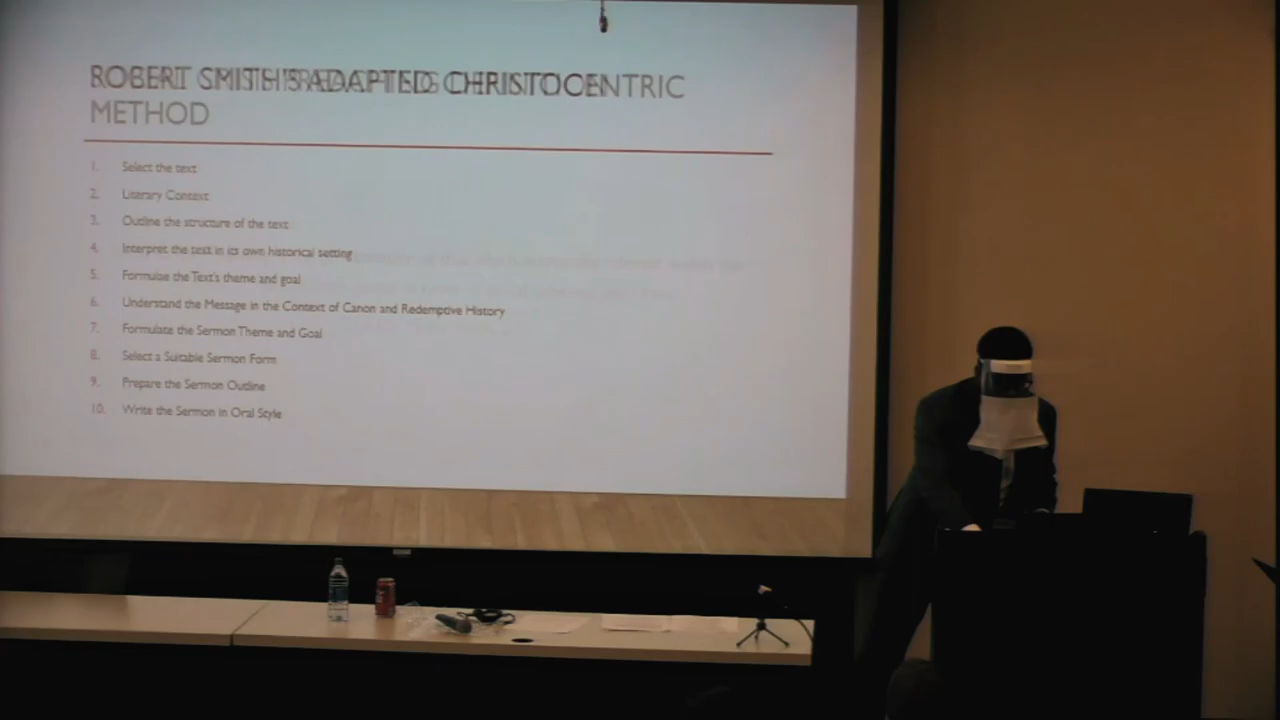 ROBERT SMITH'S ADAPTED CHRISTOCENTRIC
METHOD
1. Select the text
2. Literary Context
3. Outline the structure of the text
4. Interpret the text in its own historical setting
5. Formulae the Text's theme and goal
6. Understand the Message in the Context of Canon and Redemptive History
7. Formulate the Sermon Theme and Goal
8. Select a Suitable Sermon Form
9. Prepare the Sermon Outline
10. Write the Sermon in Oral Style